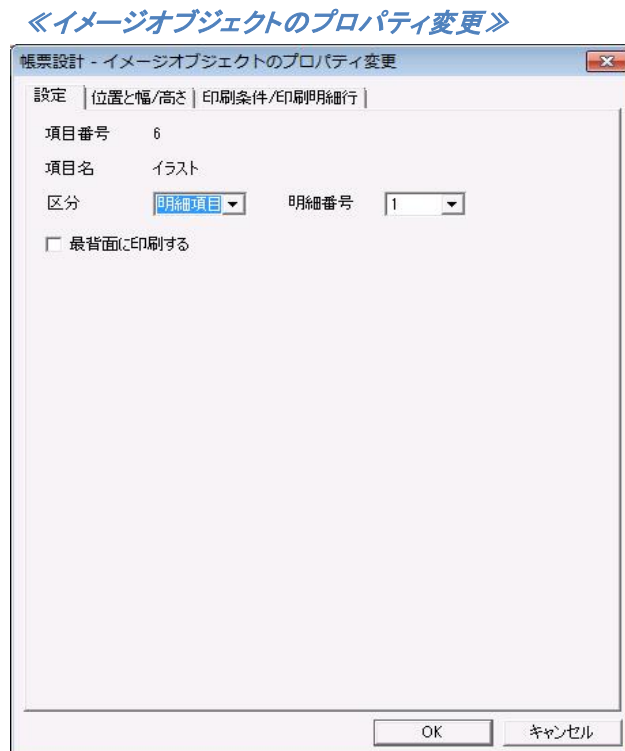 ≪イメージオブジェクトのプロパティ変更≫
帳票設計 - イメージオブジェクトのプロパティ変更
設定 位置と幅/高さ 印刷条件/印刷明細行
項目番号 6
項目名 イラスト
区分 明細項目 明細番号 1
最背面に印刷する
OK キャンセル